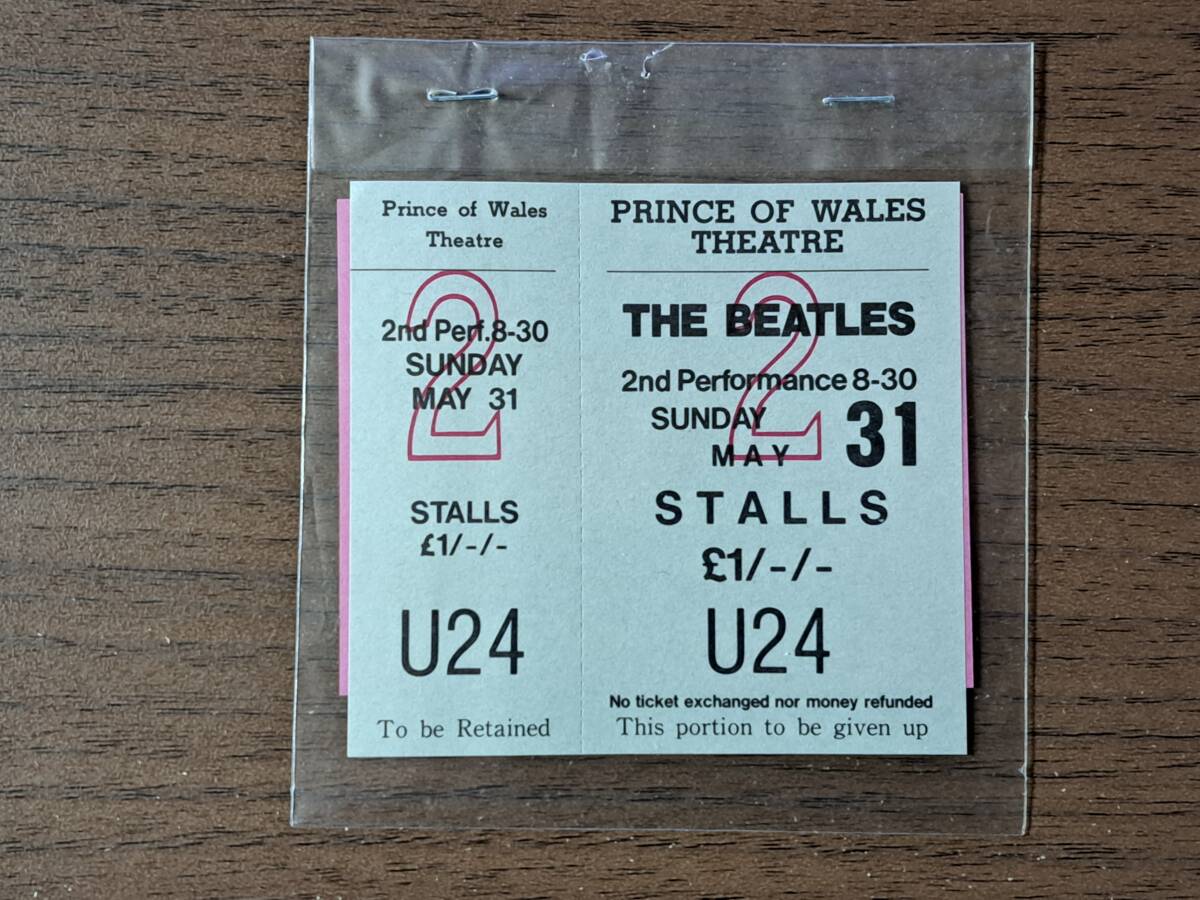 Prince of Wales
Theatre
2
2nd Perf.8-30
SUNDAY
MAY 31
STALLS
£1/-/-
U24
To be Retained
PRINCE OF WALES
THEATRE
2
THE BEATLES
2nd Performance 8-30
SUNDAY
MAY 31
STALLS
£1/-/-
U24
No ticket exchanged nor money refunded
This portion to be given up